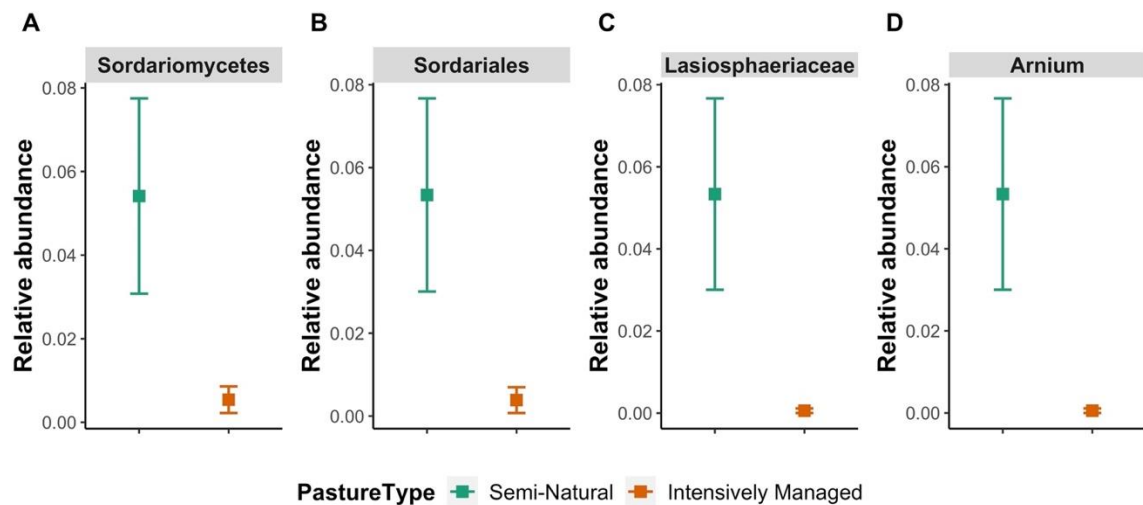 A
B
C
D
Sordariomycetes
Sordariales
Lasiosphaeriaceae
Arnium
Relative abundance
0.08
0.06
0.04
0.02
0.00
Relative abundance
0.08
0.06
0.04
0.02
0.00
Relative abundance
0.08
0.06
0.04
0.02
0.00
Relative abundance
0.08
0.06
0.04
0.02
0.00
PastureType Semi-Natural Intensively Managed